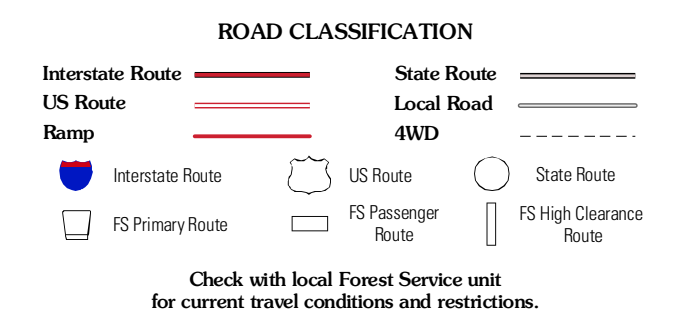 ROAD CLASSIFICATION
Interstate Route
State Route
US Route
Local Road
Ramp
4WD
Interstate Route
US Route
State Route
FS Primary Route
FS Passenger
Route
FS High Clearance
Route
Check with local Forest Service unit
for current travel conditions and restrictions.